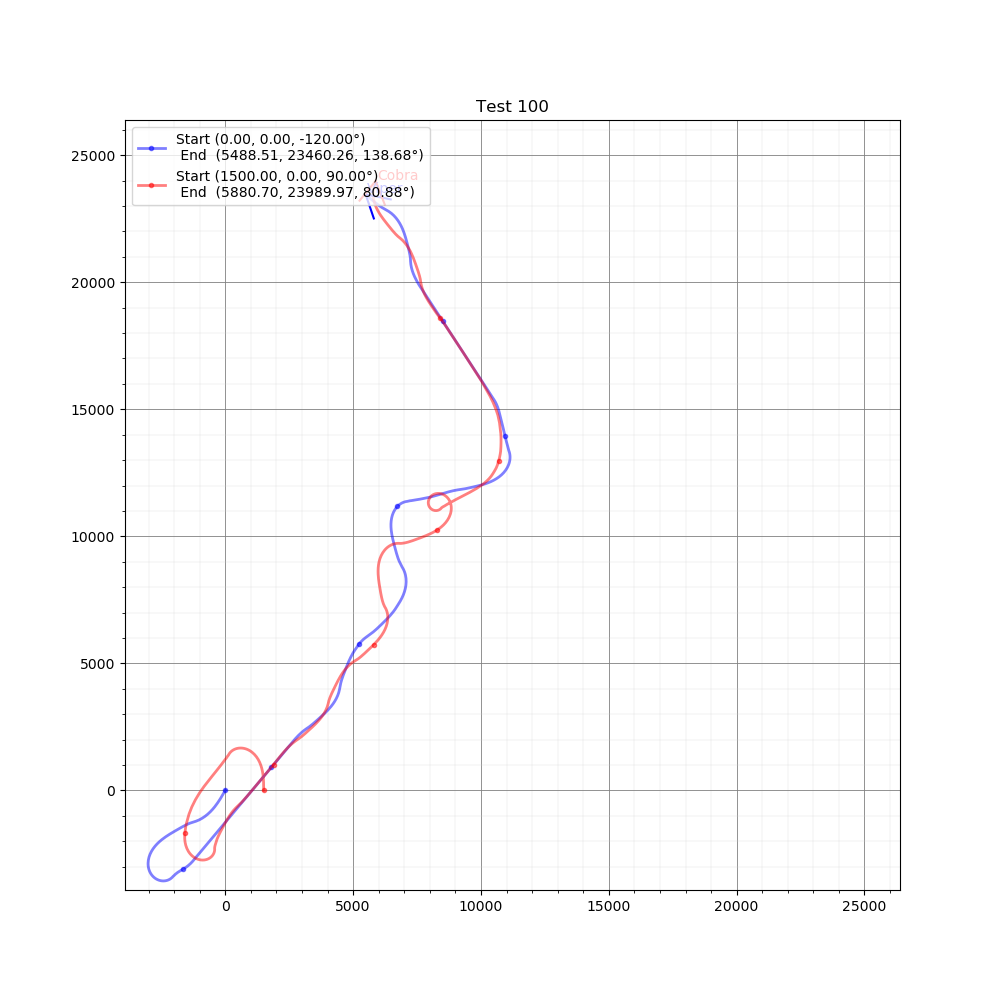 Test 100
Start (0.00, 0.00, -120.00°)
End (5488.51, 23460.26, 138.68°)
Start (1500.00, 0.00, 90.00°)
End (5880.70, 23989.97, 80.88°)
Cobra
25000
20000
15000
10000
5000
0
0
5000
10000
15000
20000
25000